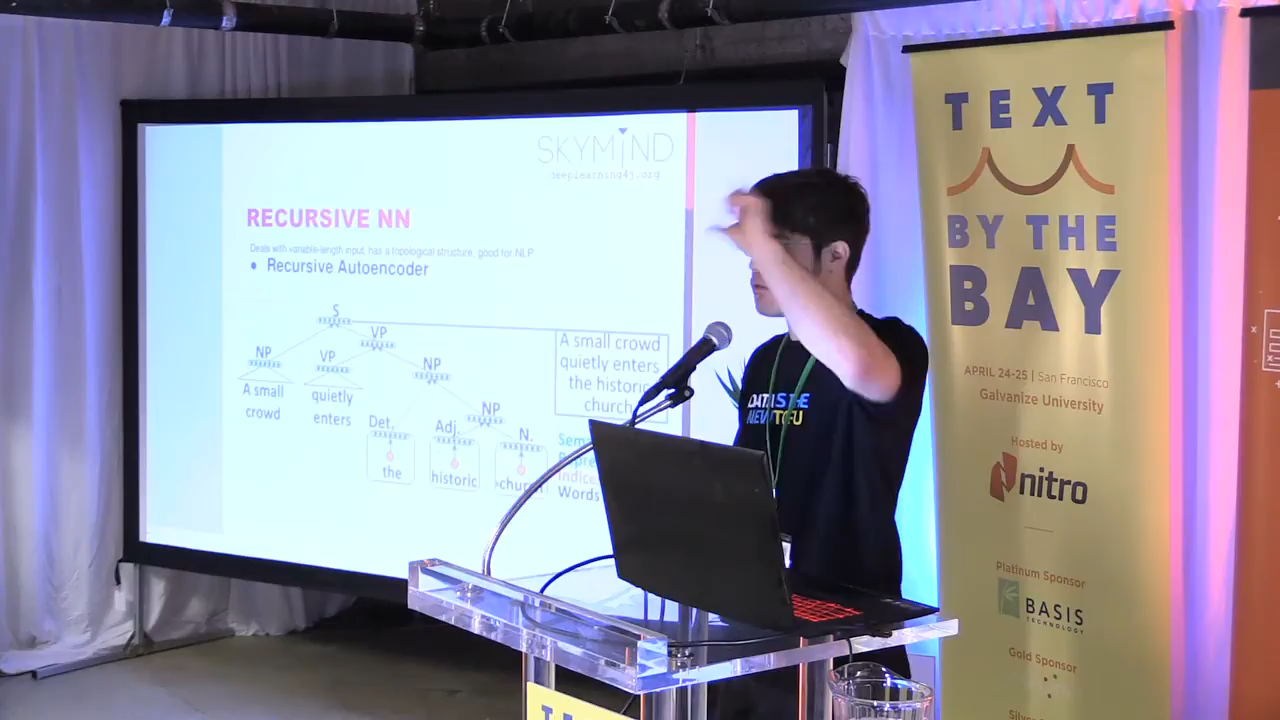 SKYMIND
deeplearning4j.org
RECURSIVE NN
Deals with variable-length input, has a topological structure, good for NLP
• Recursive Autoencoder
S
VP
NP
VP
NP
A small
crowd
quietly
enters
NP
Det.
Adj.
N.
the
historic
church
A small crowd
quietly enters
the historic
church
Words
DATA IS THE
NEW TOFU
TEXT
BY THE
BAY
APRIL 24-25 | San Francisco
Galvanize University
Hosted by
nitro
Platinum Sponsor
BASIS
TECHNOLOGY
Gold Sponsor